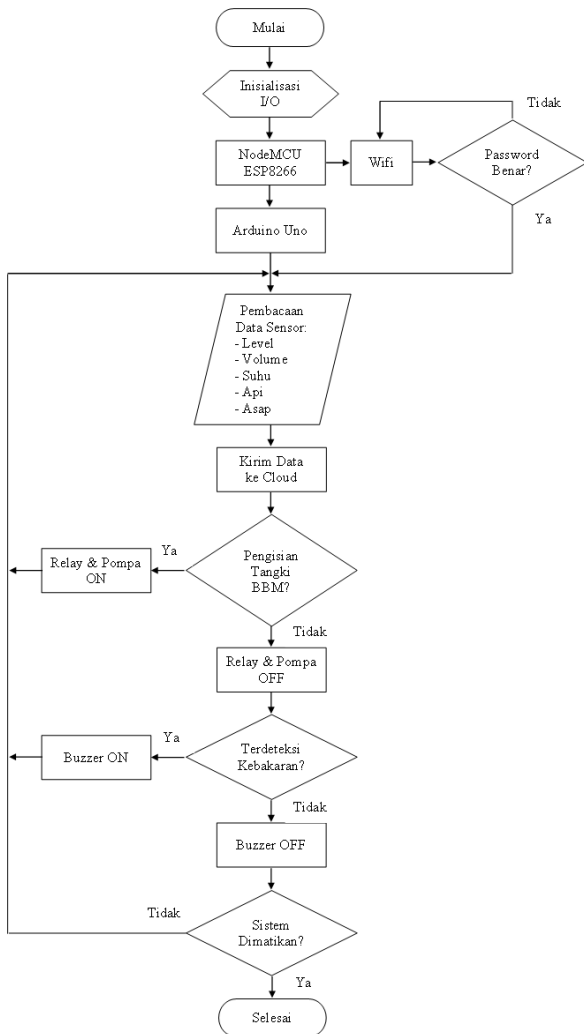 Mulai
Inisialisasi
I/O
Tidak
NodeMCU
ESP8266
Wifi
Password
Benar?
Ya
Arduino Uno
Pembacaan
Data Sensor:
- Level
- Volume
- Suhu
- Api
- Asap
Kirim Data
ke Cloud
Pengisian
Tangki
BBM?
Ya
Relay & Pompa
ON
Tidak
Relay & Pompa
OFF
Terdeteksi
Kebakaran?
Ya
Buzzer ON
Tidak
Buzzer OFF
Tidak
Sistem
Dimatikan?
Ya
Selesai